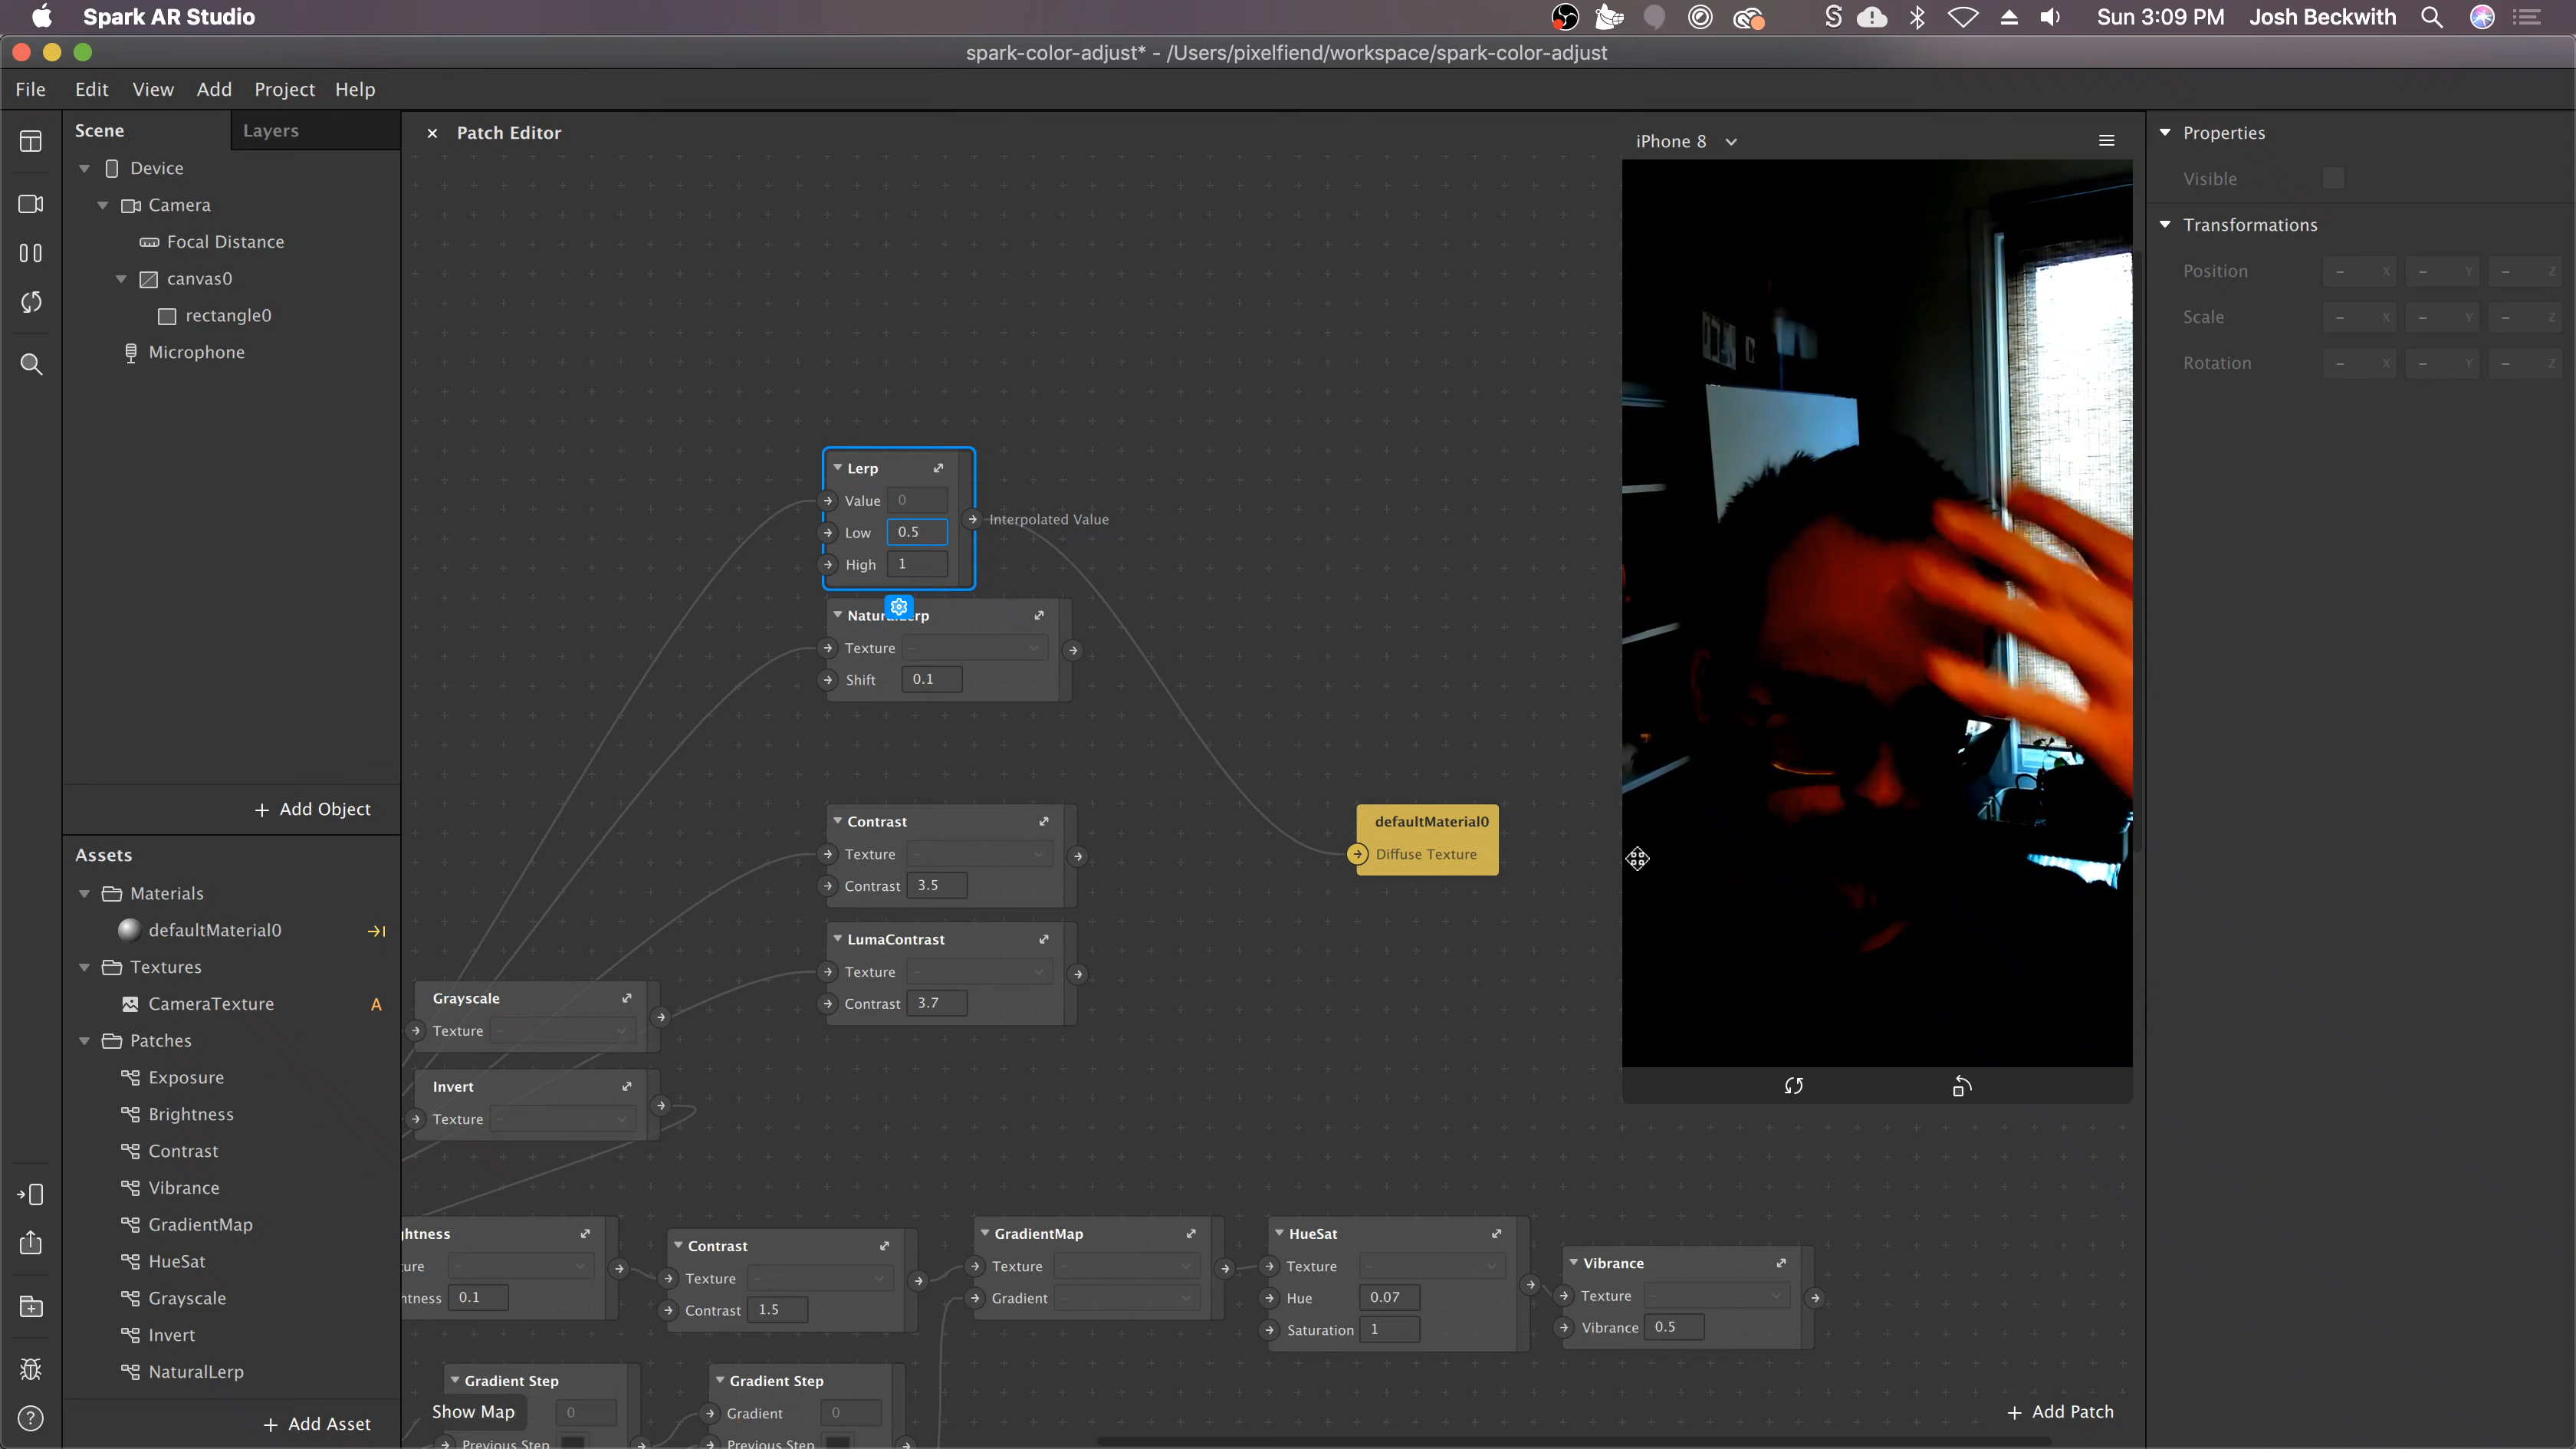 Spark AR Studio
Sun 3:09 PM Josh Beckwith
spark-color-adjust* - /Users/pixelfiend/workspace/spark-color-adjust
File Edit View Add Project Help
Scene Layers
Device
Camera
Focal Distance
canvas0
rectangle0
Microphone
+ Add Object
Assets
Materials
defaultMaterial0
Textures
CameraTexture A
Patches
Exposure
Brightness
Contrast
Vibrance
GradientMap
HueSat
Grayscale
Invert
NaturalLerp
+ Add Asset
× Patch Editor
Lerp
Value 0
Low 0.5
High 1
Interpolated Value
Texture
Shift 0.1
Contrast
Texture
Contrast 3.5
LumaContrast
Texture
Contrast 3.7
defaultMaterial0
Diffuse Texture
Grayscale
Texture
Invert
Texture
ghtness
ure
ntness 0.1
Contrast
Texture
Contrast 1.5
GradientMap
Texture
Gradient
HueSat
Texture
Hue 0.07
Saturation 1
Vibrance
Texture
Vibrance 0.5
Gradient Step
0
Show Map
Previous Step
Gradient Step
Gradient 0
Previous Step
+ Add Patch
iPhone 8
Properties
Visible
Transformations
Position – X – Y – Z
Scale – X – Y – Z
Rotation – X – Y – Z